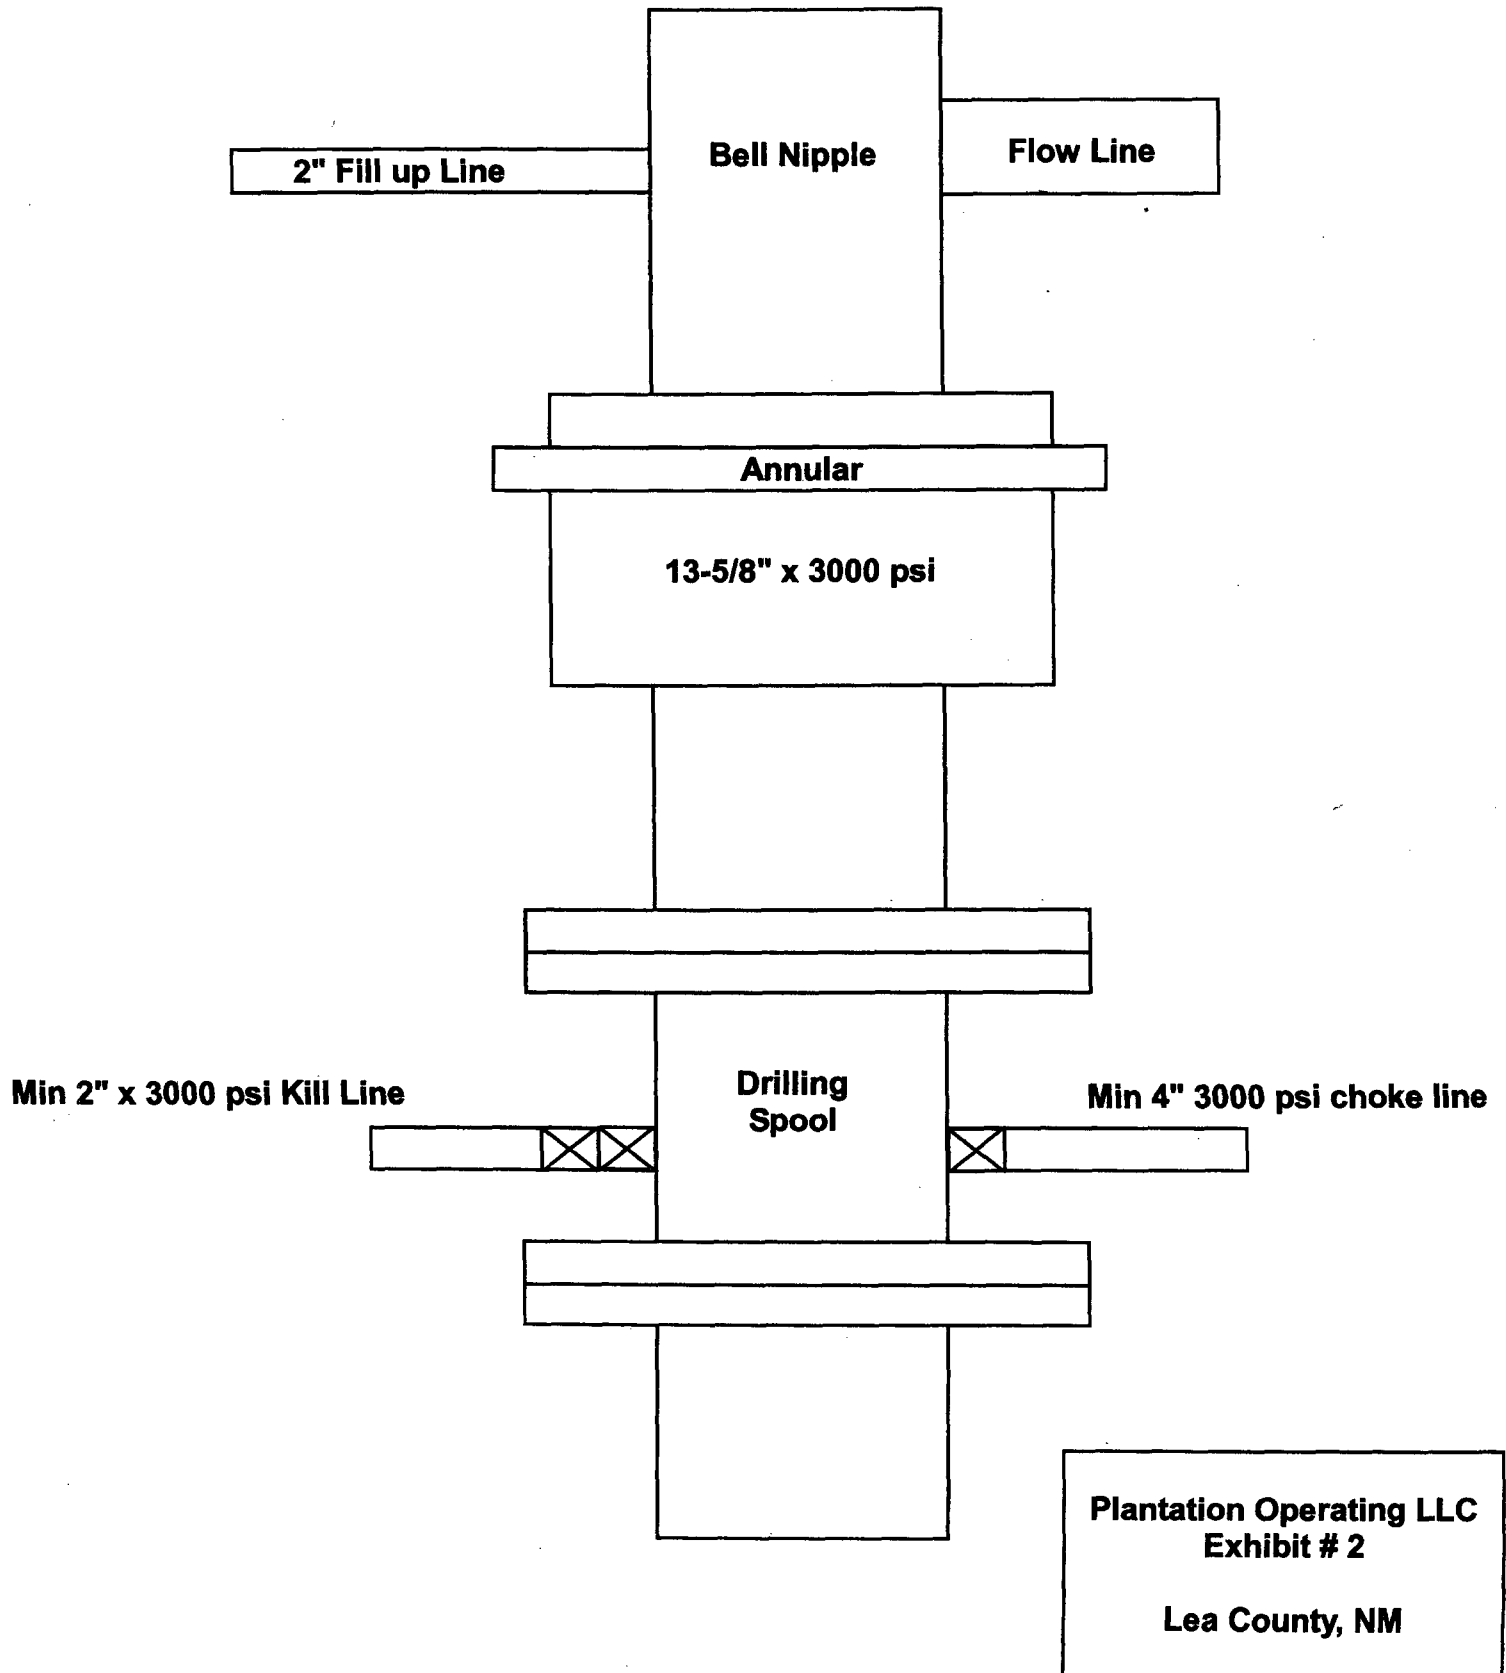 Bell Nipple
Flow Line
2" Fill up Line
Annular
13-5/8" x 3000 psi
Min 2" x 3000 psi Kill Line
Drilling
Spool
Min 4" 3000 psi choke line
Plantation Operating LLC
Exhibit # 2
Lea County, NM